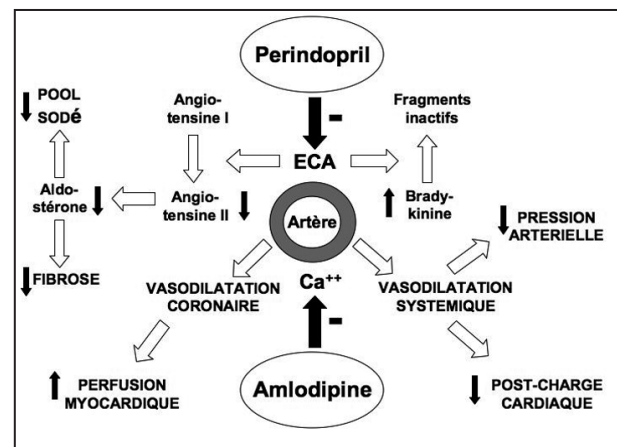 Perindopril
POOL
SODé
Angio-
tensine I
Fragments
inactifs
-
ECA
Aldo-
stérone
Angio-
tensine II
Brady-
kinine
Artère
PRESSION
ARTERIELLE
FIBROSE
VASODILATATION
CORONAIRE
Ca++
VASODILATATION
SYSTEMIQUE
-
PERFUSION
MYOCARDIQUE
Amlodipine
POST-CHARGE
CARDIAQUE